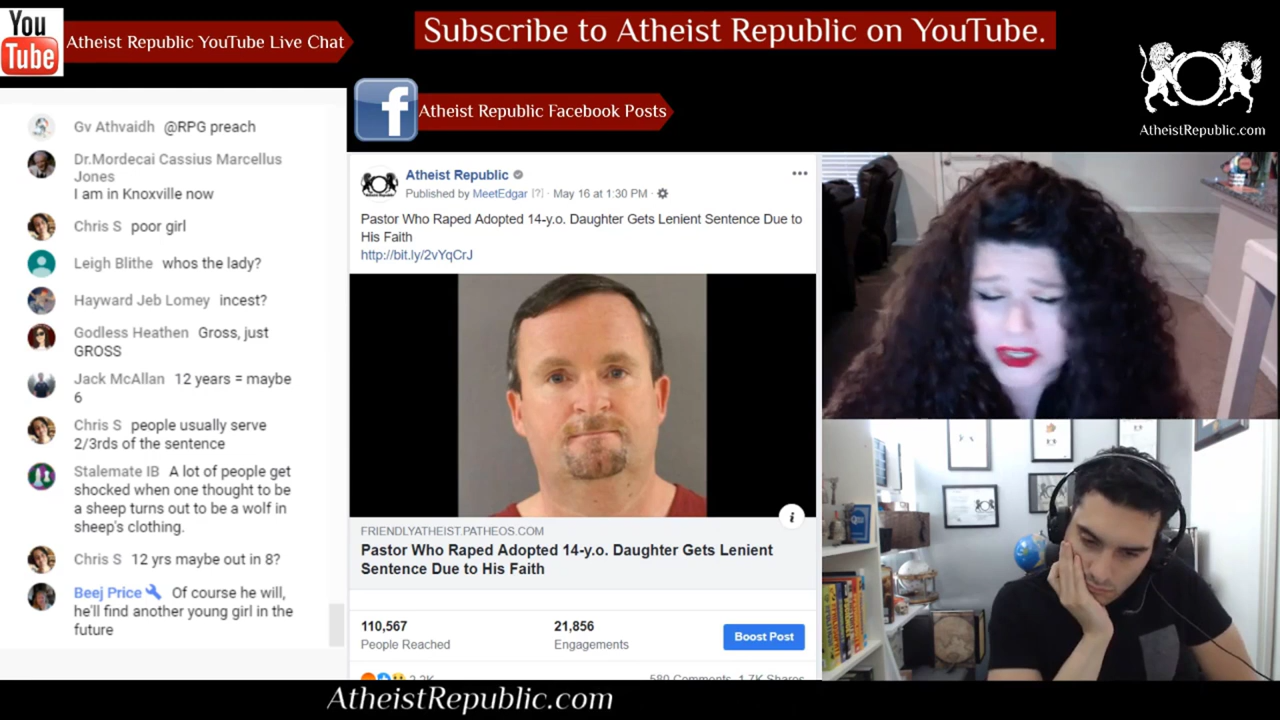 You
Tube
Atheist Republic YouTube Live Chat
Subscribe to Atheist Republic on YouTube.
AtheistRepublic.com
f
Atheist Republic Facebook Posts
Gv Athvaidh @RPG preach
Dr.Mordecai Cassius Marcellus
Jones
I am in Knoxville now
Chris S poor girl
Leigh Blithe whos the lady?
Hayward Jeb Lomey incest?
Godless Heathen Gross, just
GROSS
Jack McAllan 12 years = maybe
6
Chris S people usually serve
2/3rds of the sentence
Stalemate IB A lot of people get
shocked when one thought to be
a sheep turns out to be a wolf in
sheep's clothing.
Chris S 12 yrs maybe out in 8?
Beej Price Of course he will,
he'll find another young girl in the
future
Atheist Republic
Published by MeetEdgar [?] · May 16 at 1:30 PM ·
Pastor Who Raped Adopted 14-y.o. Daughter Gets Lenient Sentence Due to
His Faith
http://bit.ly/2vYqCrJ
i
FRIENDLYATHEIST.PATHEOS.COM
Pastor Who Raped Adopted 14-y.o. Daughter Gets Lenient
Sentence Due to His Faith
110,567
People Reached
21,856
Engagements
Boost Post
2.2K
580 Comments 1.7K Shares
AtheistRepublic.com